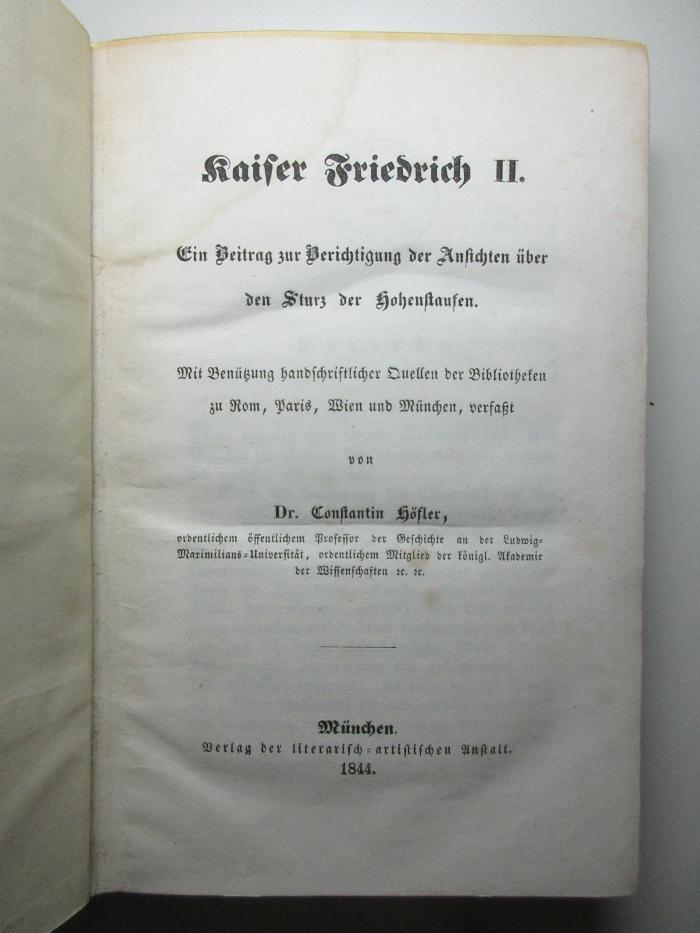 Kaiſer Friedrich II.
Ein Beitrag zur Berichtigung der Anſichten über
den Sturz der Hohenſtaufen.
Mit Benützung handſchriftlicher Quellen der Bibliotheken
zu Rom, Paris, Wien und München, verfaßt
von
Dr. Conſtantin Höfler,
ordentlichem öffentlichem Profeſſor der Geſchichte an der Ludwig-
Maximilians-Univerſität, ordentlichem Mitglied der königl. Akademie
der Wiſſenſchaften ꝛc. ꝛc.
München.
Verlag der literariſch-artiſtiſchen Anſtalt.
1844.